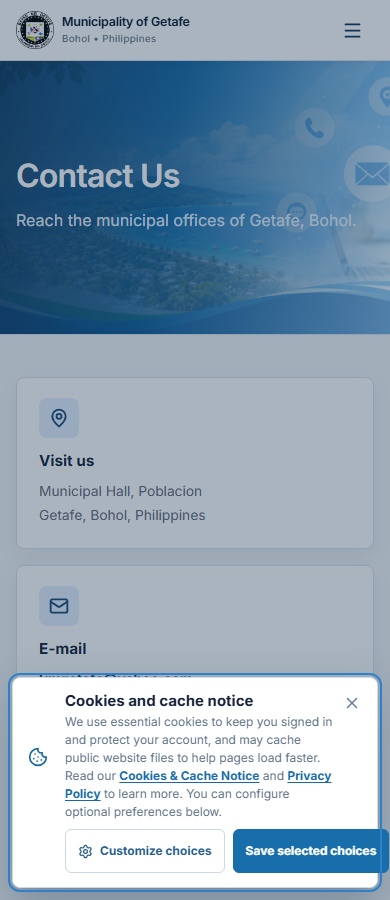 Municipality of Getafe
Bohol • Philippines
Contact Us
Reach the municipal offices of Getafe, Bohol.
Visit us
Municipal Hall, Poblacion
Getafe, Bohol, Philippines
E-mail
Cookies and cache notice
We use essential cookies to keep you signed in
and protect your account, and may cache
public website files to help pages load faster.
Read our Cookies & Cache Notice and Privacy
Policy to learn more. You can configure
optional preferences below.
Customize choices
Save selected choices